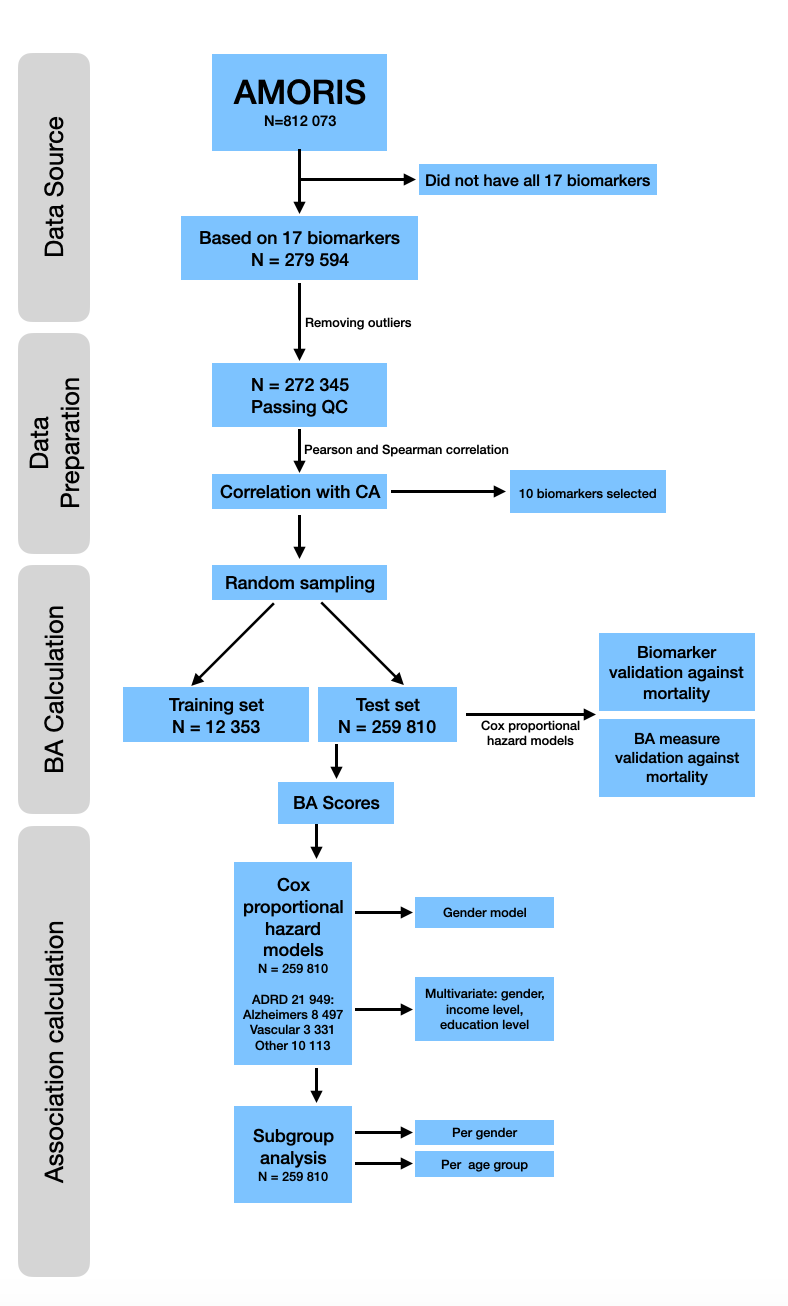 Data Source
AMORIS
N=812 073
Did not have all 17 biomarkers
Based on 17 biomarkers
N = 279 594
Removing outliers
Data
Preparation
N = 272 345
Passing QC
Pearson and Spearman correlation
Correlation with CA
10 biomarkers selected
BA Calculation
Random sampling
Training set
N = 12 353
Test set
N = 259 810
Cox proportional
hazard models
Biomarker
validation against
mortality
BA measure
validation against
mortality
BA Scores
Association calculation
Cox
proportional
hazard
models
N = 259 810
ADRD 21 949:
Alzheimers 8 497
Vascular 3 331
Other 10 113
Gender model
Multivariate: gender,
income level,
education level
Subgroup
analysis
N = 259 810
Per gender
Per age group